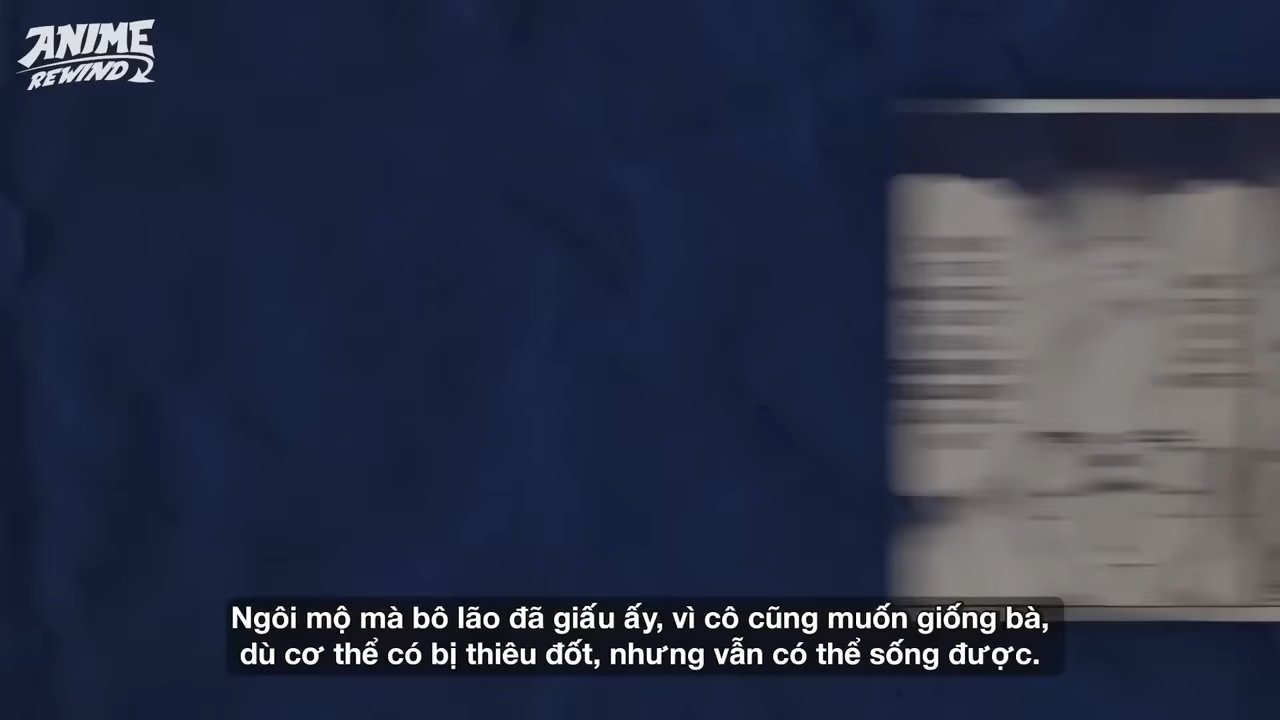 ANIME
REWIND
Ngôi mộ mà bô lão đã giấu ấy, vì cô cũng muốn giống bà,
dù cơ thể có bị thiêu đốt, nhưng vẫn có thể sống được.